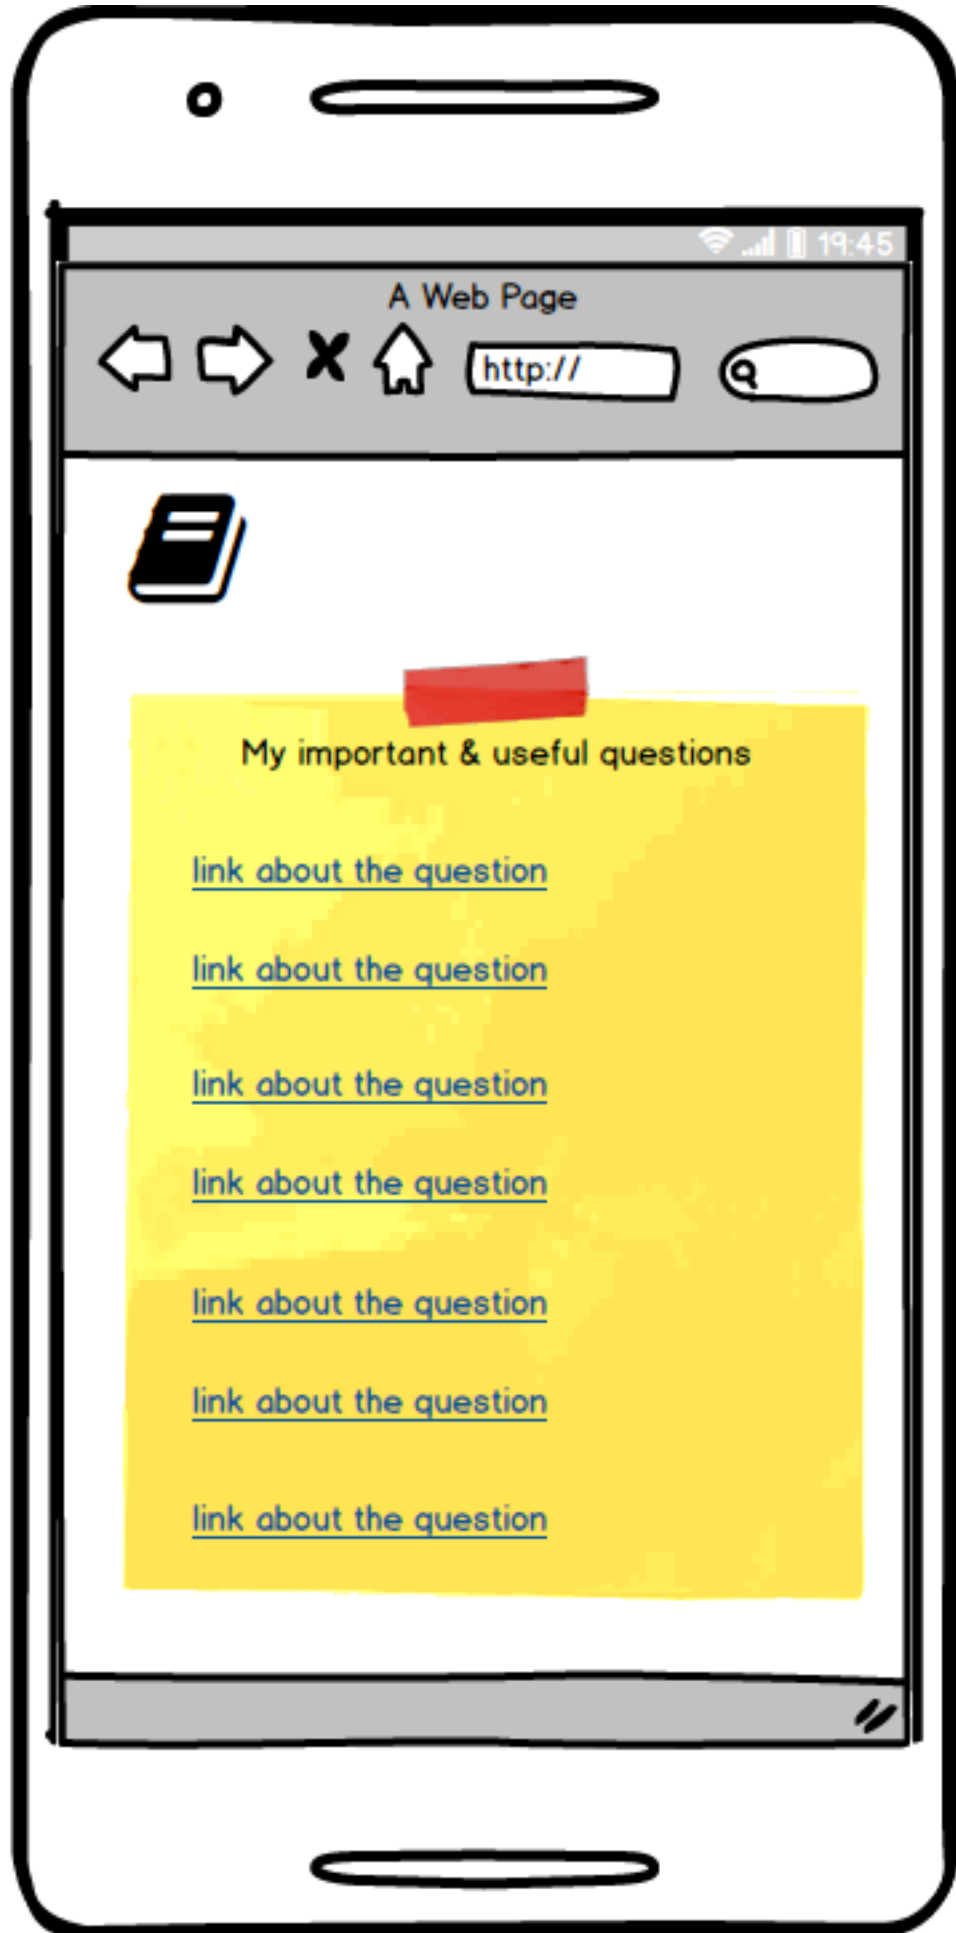 19:45
A Web Page
http://
My important & useful questions
link about the question
link about the question
link about the question
link about the question
link about the question
link about the question
link about the question